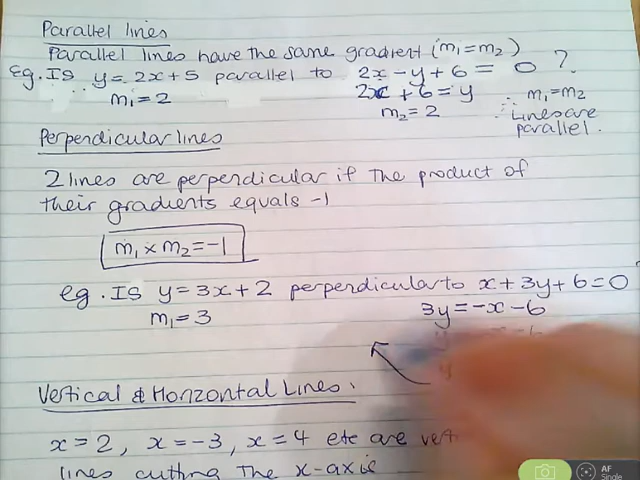 Parallel lines
Parallel lines have the same gradient (m₁=m₂)
eg. Is y=2x+5 parallel to 2x-y+6=0?
m₁=2
2x+6=y
m₂=2
∴ m₁=m₂
∴ Lines are parallel.
Perpendicular lines
2 lines are perpendicular if the product of
their gradients equals -1
m₁×m₂=-1
eg. Is y=3x+2 perpendicular to x+3y+6=0
m₁=3
3y=-x-6
Vertical & Horizontal Lines.
x=2, x=-3, x=4 etc are
lines cutting the x-axis
AF
Single